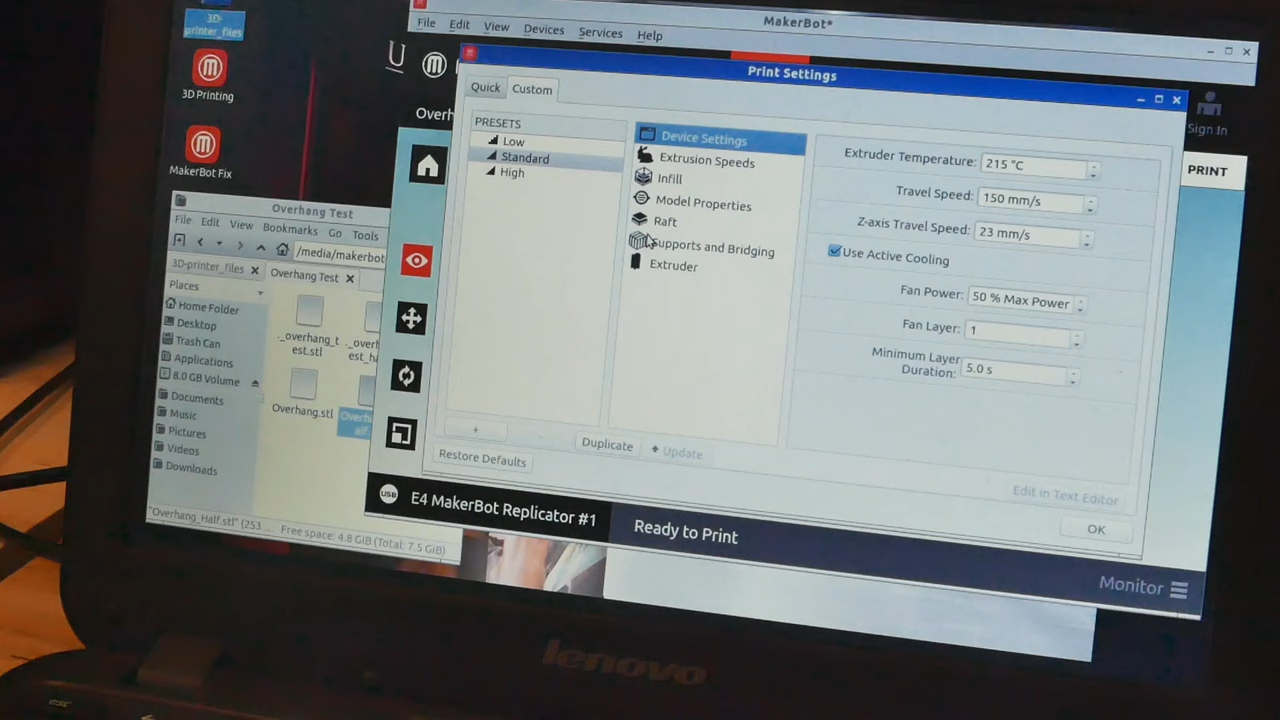 3D-
printer_files
3D Printing
MakerBot Fix
MakerBot*
File Edit View Devices Services Help
Sign In
PRINT
Print Settings
Quick Custom
PRESETS
Low
Standard
High
+
Duplicate
Update
Restore Defaults
Device Settings
Extrusion Speeds
Infill
Model Properties
Raft
Supports and Bridging
Extruder
Extruder Temperature: 215 °C
Travel Speed: 150 mm/s
Z-axis Travel Speed: 23 mm/s
Use Active Cooling
Fan Power: 50 % Max Power
Fan Layer: 1
Minimum Layer
Duration: 5.0 s
Edit in Text Editor
OK
Overhang Test
File Edit View Bookmarks Go Tools
/media/makerbot
3D-printer_files Overhang Test
Places
Home Folder
Desktop
Trash Can
Applications
8.0 GB Volume
Documents
Music
Pictures
Videos
Downloads
._overhang_t
est.stl
Overhang.stl
"Overhang_Half.stl" (253 ... Free space: 4.8 GiB (Total: 7.5 GiB)
USB E4 MakerBot Replicator #1 Ready to Print
Monitor
lenovo
esc